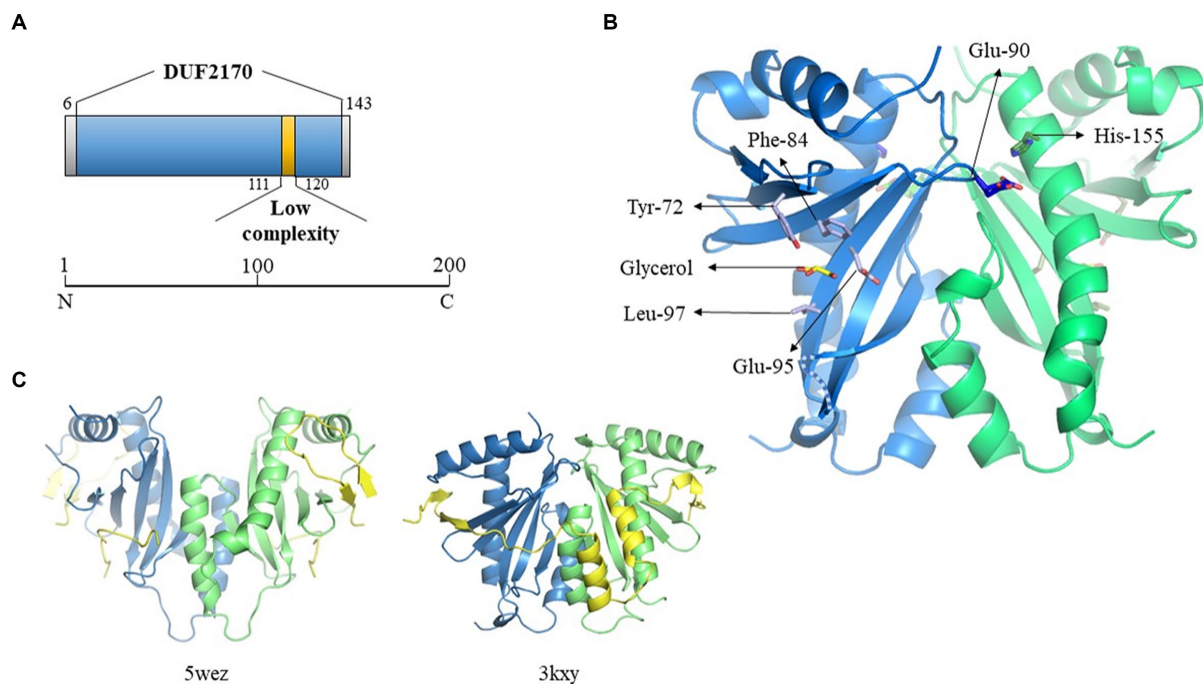 A
DUF2170
6
143
111
120
Low
complexity
1
100
200
N
C
B
Glu-90
Phe-84
His-155
Tyr-72
Glycerol
Leu-97
Glu-95
C
5wez
3kxy